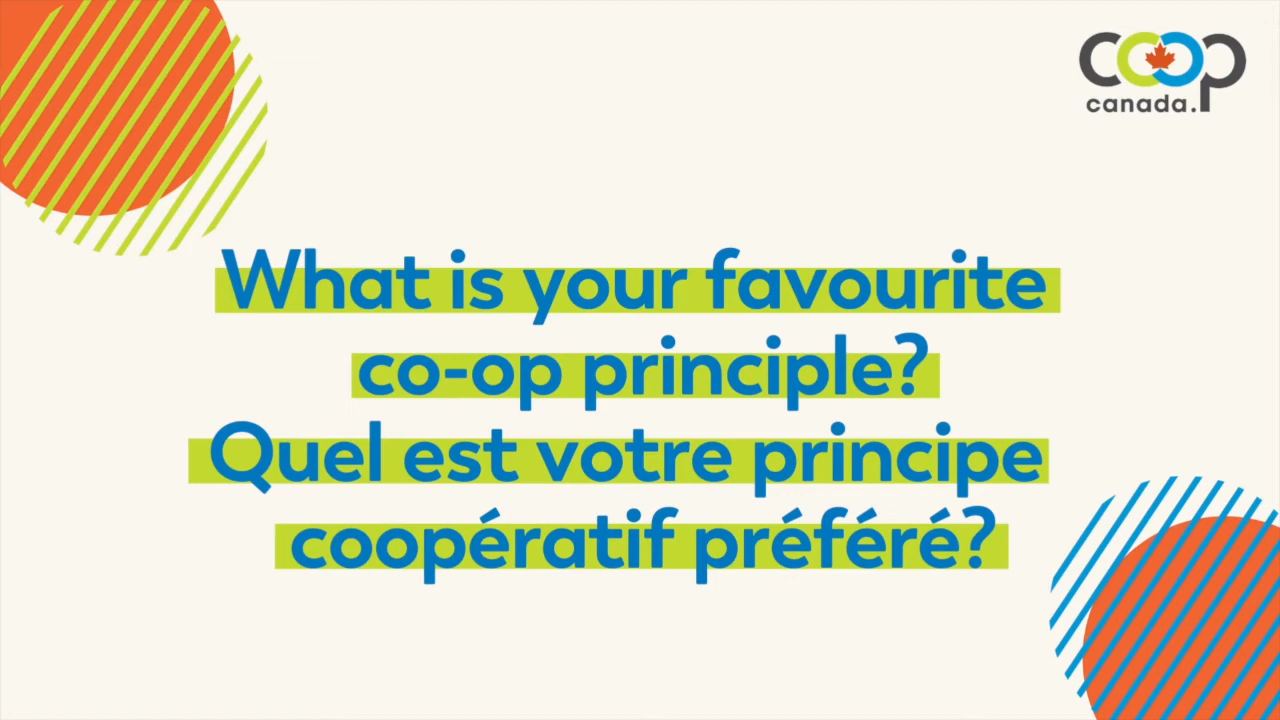 coop
canada.
What is your favourite
co-op principle?
Quel est votre principe
coopératif préféré?